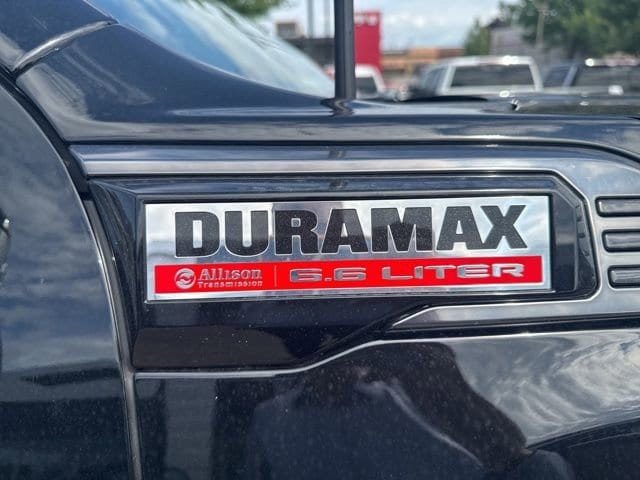 DURAMAX
Allison 6.6 LITER
Transmission